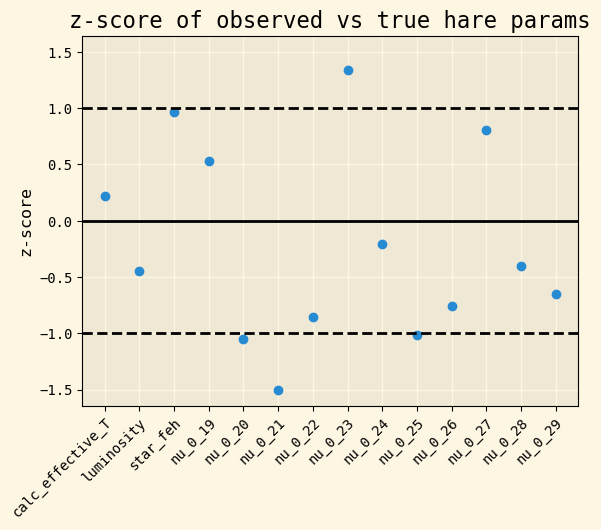 z-score of observed vs true hare params
1.5
1.0
0.5
0.0
−0.5
−1.0
−1.5
z-score
calc_effective_T
luminosity
star_feh
nu_0_19
nu_0_20
nu_0_21
nu_0_22
nu_0_23
nu_0_24
nu_0_25
nu_0_26
nu_0_27
nu_0_28
nu_0_29